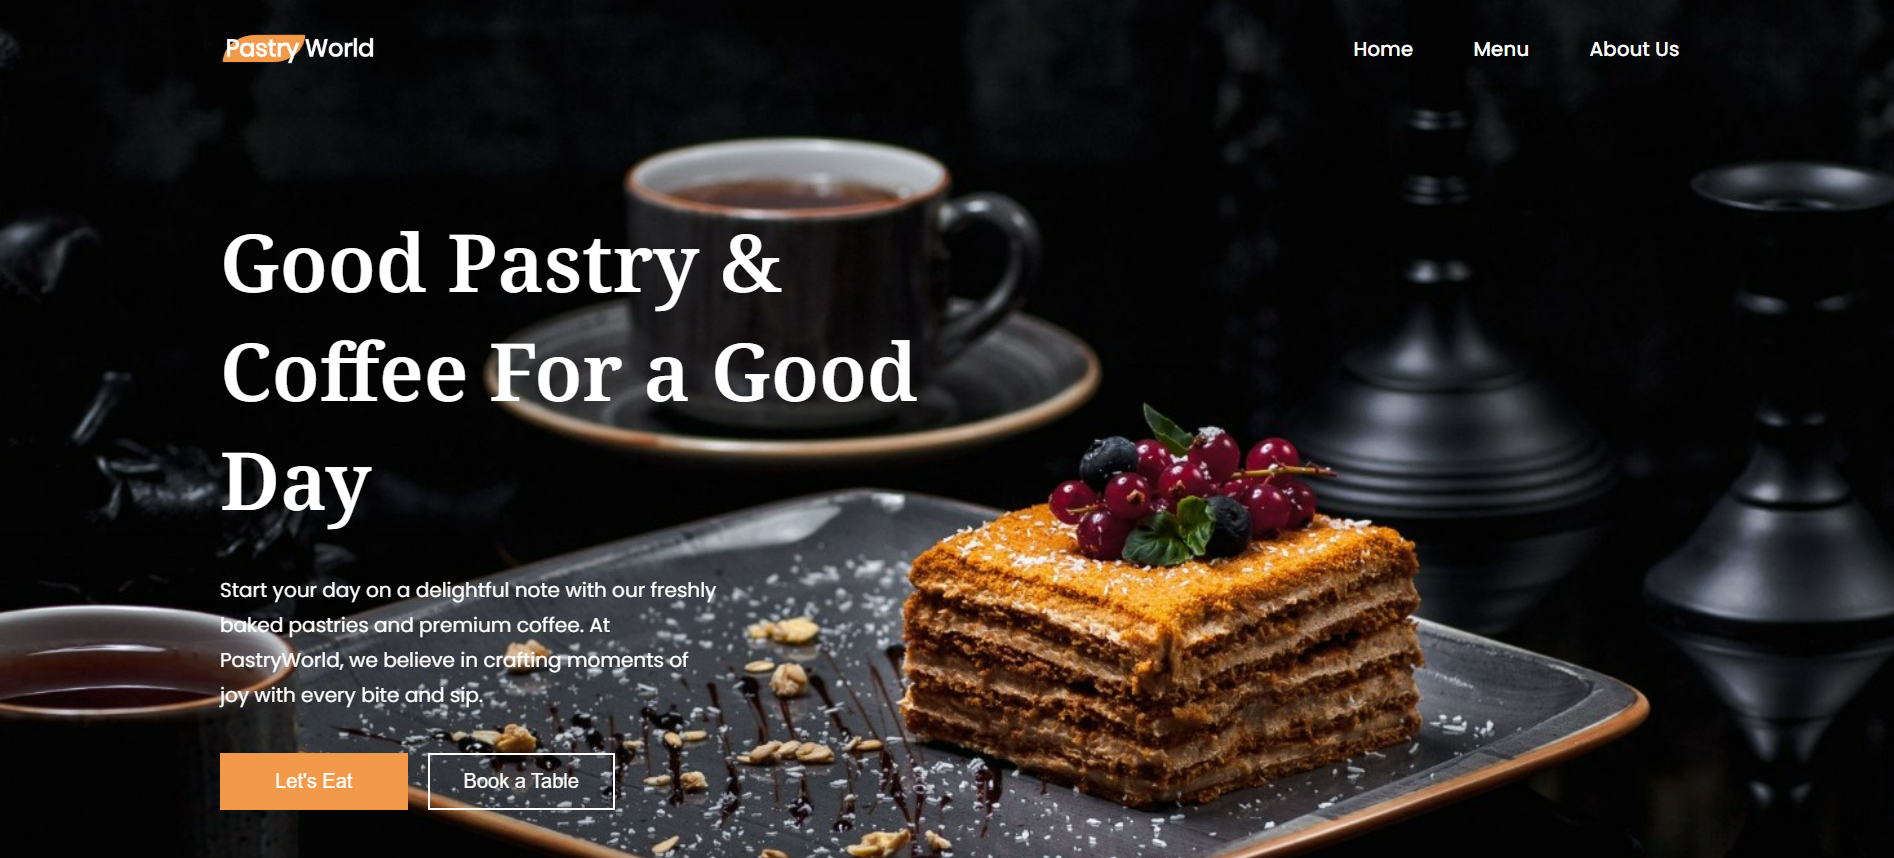 Pastry World
Home Menu About Us
Good Pastry &
Coffee For a Good
Day
Start your day on a delightful note with our freshly
baked pastries and premium coffee. At
PastryWorld, we believe in crafting moments of
joy with every bite and sip.
Let's Eat
Book a Table